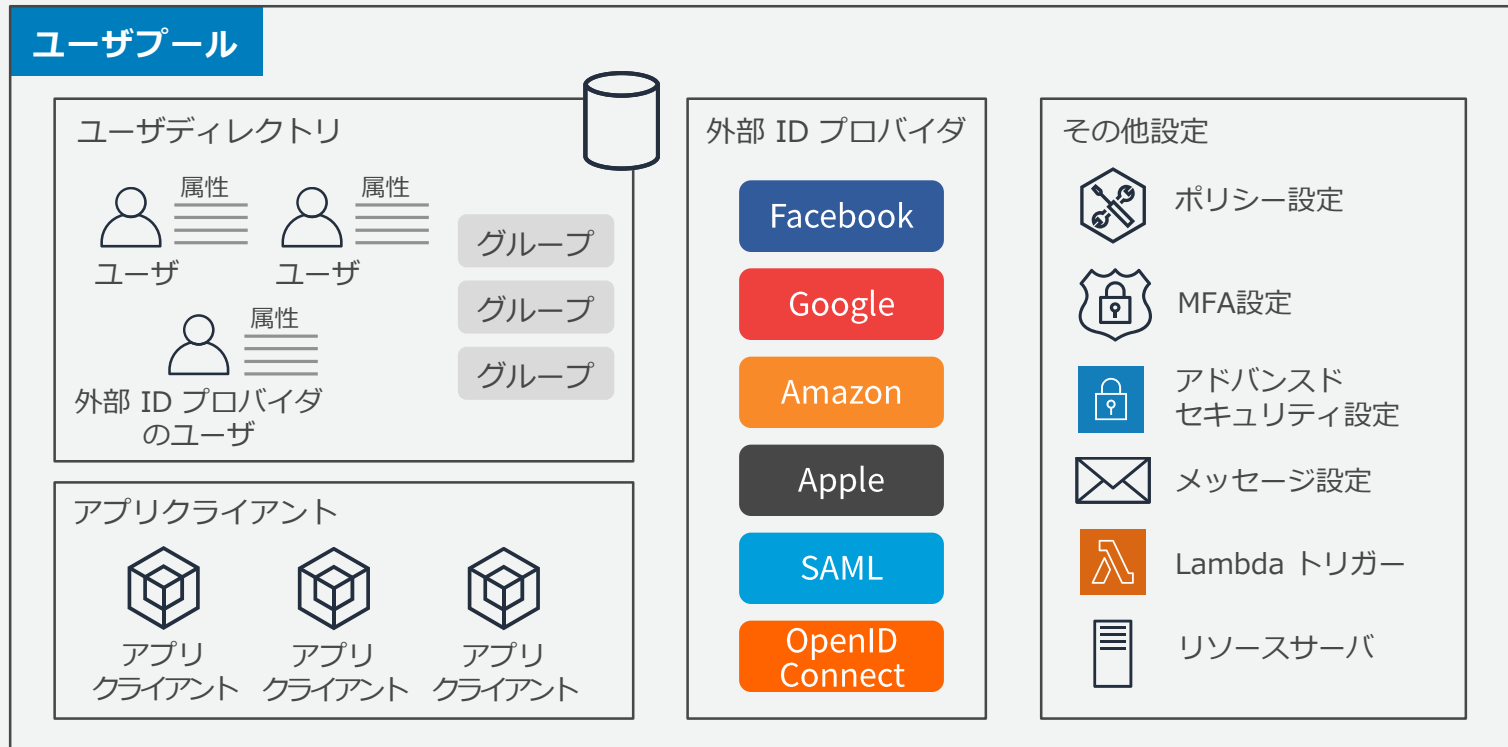 ユーザプール
ユーザディレクトリ
属性
属性
ユーザ
ユーザ
属性
外部 ID プロバイダ
のユーザ
グループ
グループ
グループ
アプリクライアント
アプリ
クライアント
アプリ
クライアント
アプリ
クライアント
外部 ID プロバイダ
Facebook
Google
Amazon
Apple
SAML
OpenID
Connect
その他設定
ポリシー設定
MFA設定
アドバンスド
セキュリティ設定
メッセージ設定
Lambda トリガー
リソースサーバ